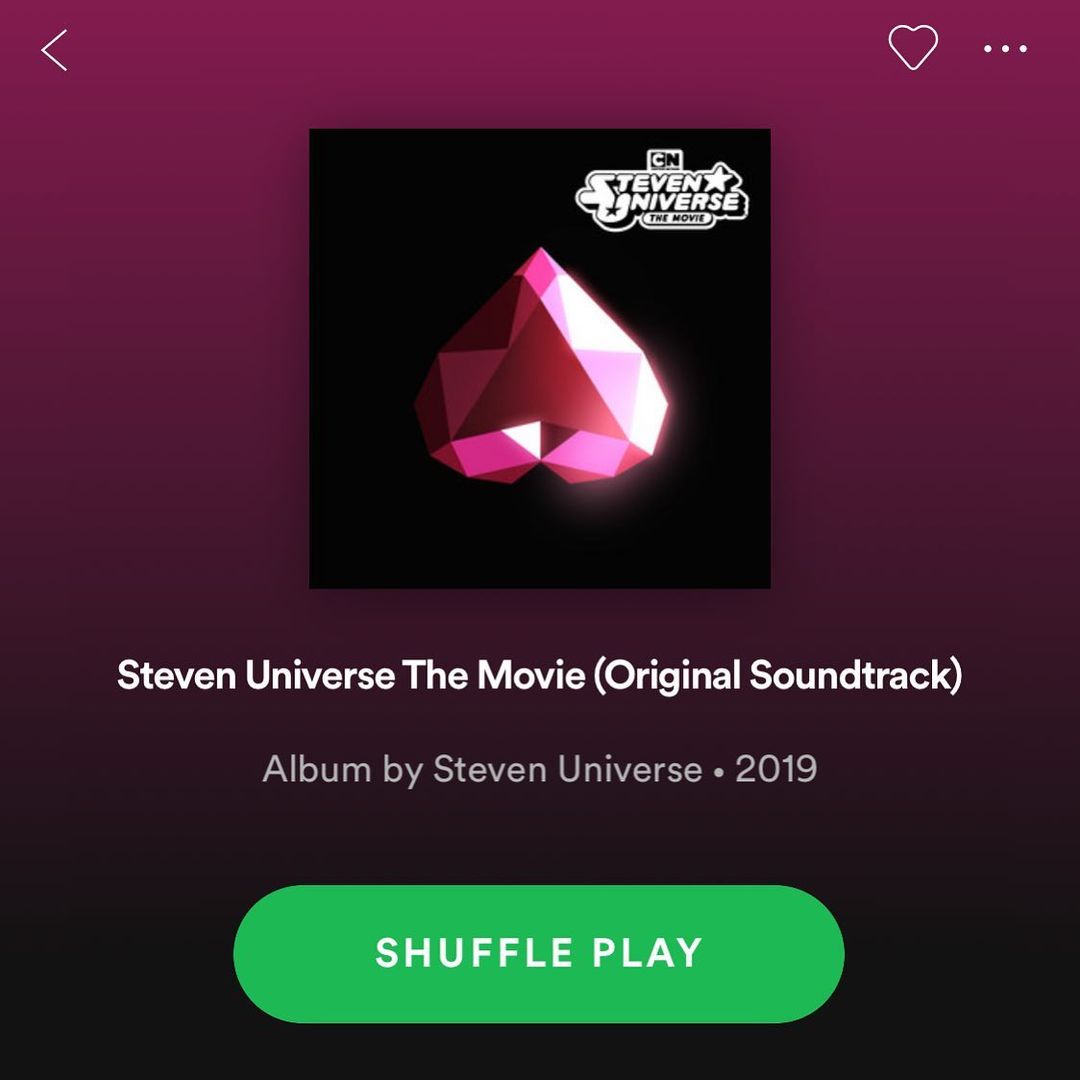 CN
STEVEN
UNIVERSE
THE MOVIE
Steven Universe The Movie (Original Soundtrack)
Album by Steven Universe • 2019
SHUFFLE PLAY